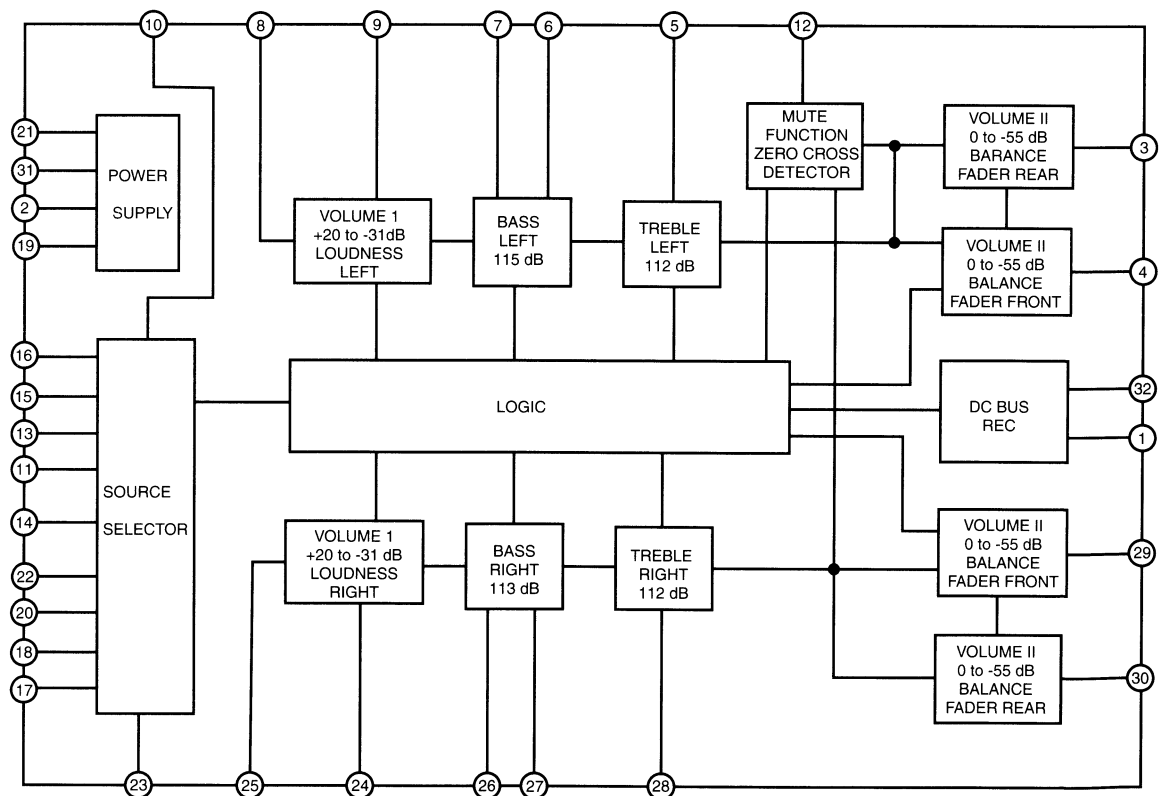 10
8
9
7
6
5
12
21
31
2
19
POWER
SUPPLY
MUTE
FUNCTION
ZERO CROSS
DETECTOR
VOLUME II
0 to -55 dB
BARANCE
FADER REAR
3
VOLUME 1
+20 to -31dB
LOUDNESS
LEFT
BASS
LEFT
115 dB
TREBLE
LEFT
112 dB
VOLUME II
0 to -55 dB
BALANCE
FADER FRONT
4
16
15
13
11
14
22
20
18
17
SOURCE
SELECTOR
LOGIC
DC BUS
REC
32
1
VOLUME 1
+20 to -31 dB
LOUDNESS
RIGHT
BASS
RIGHT
113 dB
TREBLE
RIGHT
112 dB
VOLUME II
0 to -55 dB
BALANCE
FADER FRONT
29
VOLUME II
0 to -55 dB
BALANCE
FADER REAR
30
23
25
24
26
27
28